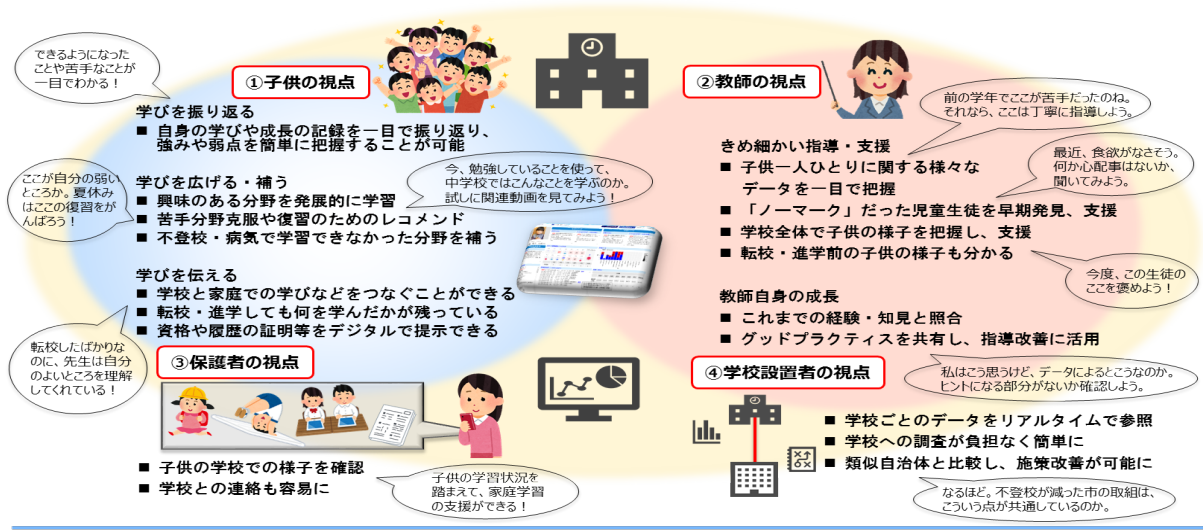 できるようになった
ことや苦手なことが
一目でわかる！
①子供の視点
学びを振り返る
■ 自身の学びや成長の記録を一目で振り返り、
強みや弱点を簡単に把握することが可能
ここが自分の弱い
ところか。夏休み
はここの復習をが
んばろう！
学びを広げる・補う
■ 興味のある分野を発展的に学習
■ 苦手分野克服や復習のためのレコメンド
■ 不登校・病気で学習できなかった分野を補う
今、勉強していることを使って、
中学校ではこんなことを学ぶのか。
試しに関連動画を見てみよう！
学びを伝える
■ 学校と家庭での学びなどをつなぐことができる
■ 転校・進学しても何を学んだかが残っている
■ 資格や履歴の証明等をデジタルで提示できる
転校したばかりな
のに、先生は自分
のよいところを理解
してくれている！
②教師の視点
前の学年でここが苦手だったのね。
それなら、ここは丁寧に指導しよう。
きめ細かい指導・支援
■ 子供一人ひとりに関する様々な
データを一目で把握
■ 「ノーマーク」だった児童生徒を早期発見、支援
■ 学校全体で子供の様子を把握し、支援
■ 転校・進学前の子供の様子も分かる
最近、食欲がなさそう。
何か心配事はないか、
聞いてみよう。
今度、この生徒の
ここを褒めよう！
教師自身の成長
■ これまでの経験・知見と照合
■ グッドプラクティスを共有し、指導改善に活用
私はこう思うけど、データによるとこうなのか。
ヒントになる部分がないか確認しよう。
③保護者の視点
■ 子供の学校での様子を確認
■ 学校との連絡も容易に
子供の学習状況を
踏まえて、家庭学習
の支援ができる！
④学校設置者の視点
■ 学校ごとのデータをリアルタイムで参照
■ 学校への調査が負担なく簡単に
■ 類似自治体と比較し、施策改善が可能に
なるほど。不登校が減った市の取組は、
こういう点が共通しているのか。